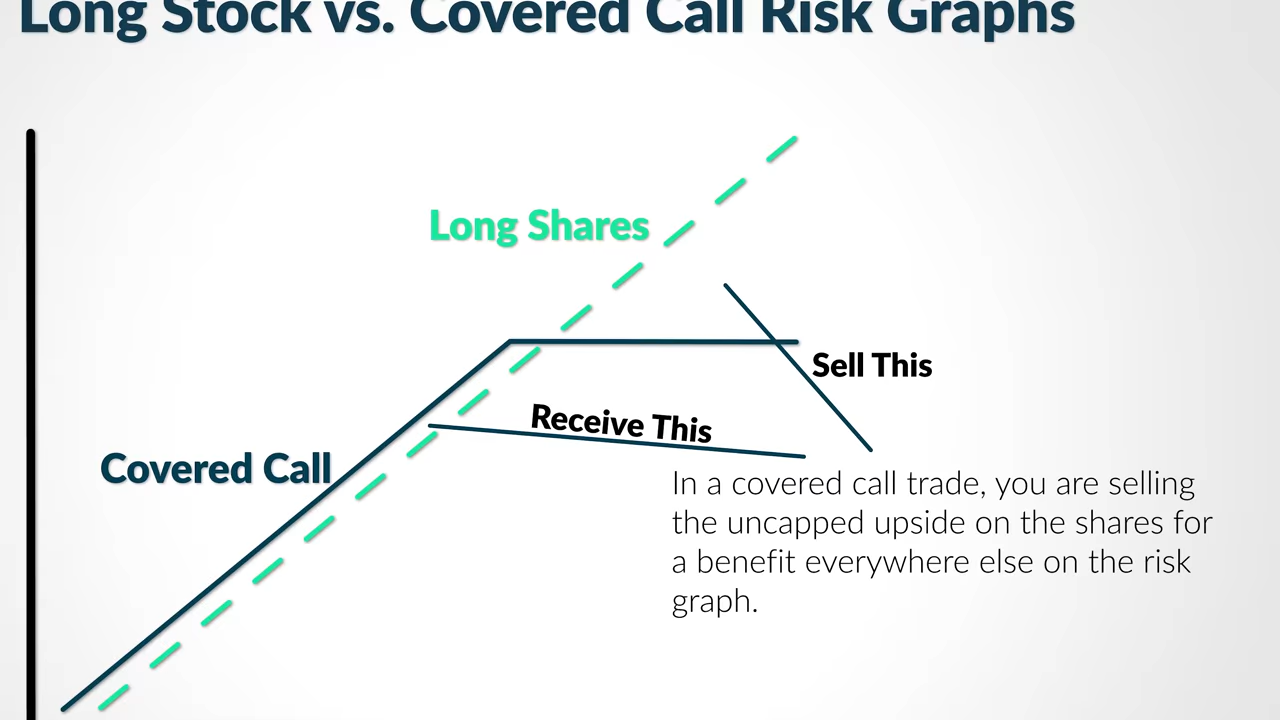 Long Stock vs. Covered Call Risk Graphs
Long Shares
Sell This
Receive This
Covered Call
In a covered call trade, you are selling
the uncapped upside on the shares for
a benefit everywhere else on the risk
graph.